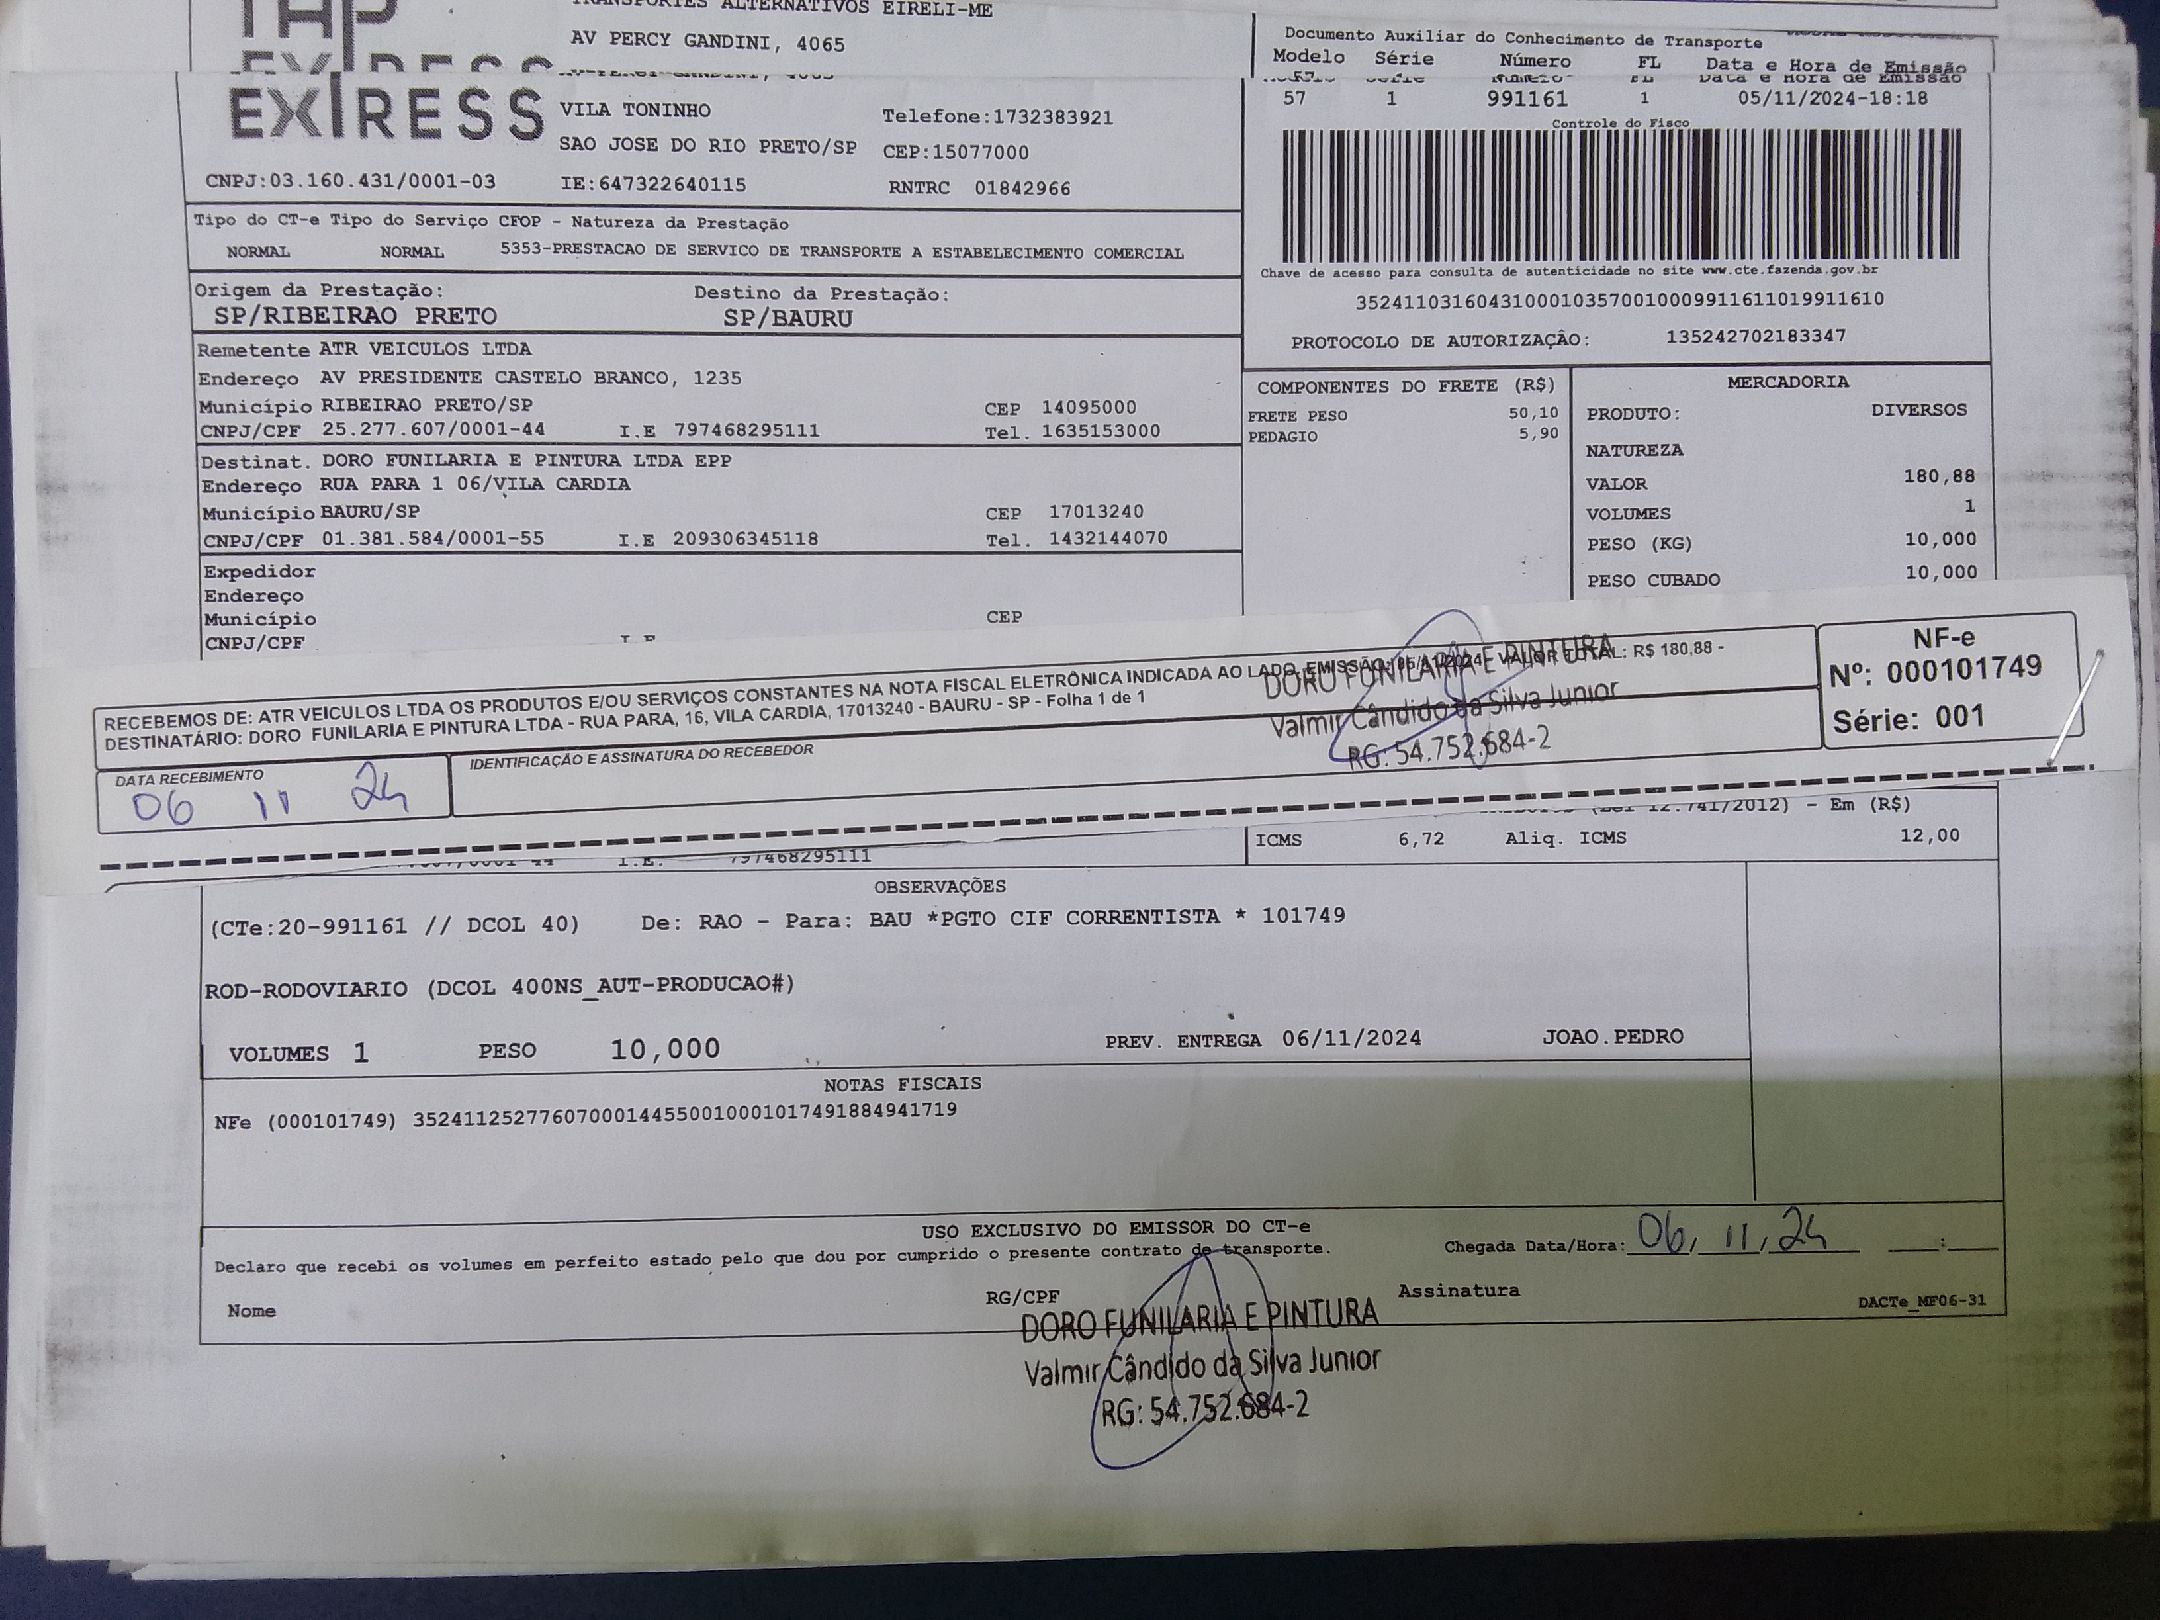 TRANSPORTES ALTERNATIVOS EIRELI-ME
AV PERCY GANDINI, 4065
EXPRESS
VILA TONINHO
Telefone:1732383921
SAO JOSE DO RIO PRETO/SP CEP:15077000
CNPJ:03.160.431/0001-03 IE:647322640115 RNTRC 01842966
Documento Auxiliar do Conhecimento de Transporte
Modelo Série Número FL Data e Hora de Emissão
57 1 991161 1 05/11/2024-18:18
Controle do Fisco
Chave de acesso para consulta de autenticidade no site www.cte.fazenda.gov.br
35241103160431000103570010009911611019911610
PROTOCOLO DE AUTORIZAÇÃO: 135242702183347
Tipo do CT-e Tipo do Serviço CFOP - Natureza da Prestação
NORMAL NORMAL 5353-PRESTACAO DE SERVICO DE TRANSPORTE A ESTABELECIMENTO COMERCIAL
Origem da Prestação: Destino da Prestação:
SP/RIBEIRAO PRETO SP/BAURU
Remetente ATR VEICULOS LTDA
Endereço AV PRESIDENTE CASTELO BRANCO, 1235
Município RIBEIRAO PRETO/SP CEP 14095000
CNPJ/CPF 25.277.607/0001-44 I.E 797468295111 Tel. 1635153000
Destinat. DORO FUNILARIA E PINTURA LTDA EPP
Endereço RUA PARA 1 06/VILA CARDIA
Município BAURU/SP CEP 17013240
CNPJ/CPF 01.381.584/0001-55 I.E 209306345118 Tel. 1432144070
Expedidor
Endereço
Município CEP
CNPJ/CPF
COMPONENTES DO FRETE (R$)
FRETE PESO 50,10
PEDAGIO 5,90
MERCADORIA
PRODUTO: DIVERSOS
NATUREZA
VALOR 180,88
VOLUMES 1
PESO (KG) 10,000
PESO CUBADO 10,000
RECEBEMOS DE: ATR VEICULOS LTDA OS PRODUTOS E/OU SERVIÇOS CONSTANTES NA NOTA FISCAL ELETRÔNICA INDICADA AO LADO. EMISSÃO: VALOR TOTAL: R$ 180,88 -
DESTINATÁRIO: DORO FUNILARIA E PINTURA LTDA - RUA PARA, 16, VILA CARDIA, 17013240 - BAURU - SP - Folha 1 de 1
DORO FUNILARIA E PINTURA
Valmir Cândido da Silva Junior
RG: 54.752.684-2
NF-e
Nº: 000101749
Série: 001
DATA RECEBIMENTO
06 11 24
IDENTIFICAÇÃO E ASSINATURA DO RECEBEDOR
(Lei 12.741/2012) - Em (R$)
ICMS 6,72 Aliq. ICMS 12,00
I.E. 797468295111
OBSERVAÇÕES
(CTe:20-991161 // DCOL 40) De: RAO - Para: BAU *PGTO CIF CORRENTISTA * 101749
ROD-RODOVIARIO (DCOL 400NS_AUT-PRODUCAO#)
VOLUMES 1 PESO 10,000 PREV. ENTREGA 06/11/2024 JOAO.PEDRO
NOTAS FISCAIS
NFe (000101749) 35241125277607000144550010001017491884941719
USO EXCLUSIVO DO EMISSOR DO CT-e
Declaro que recebi os volumes em perfeito estado pelo que dou por cumprido o presente contrato de transporte.
Chegada Data/Hora: 06, 11, 24 :
Nome RG/CPF Assinatura
DACTe_MF06-31
DORO FUNILARIA E PINTURA
Valmir Cândido da Silva Junior
RG: 54.752.684-2